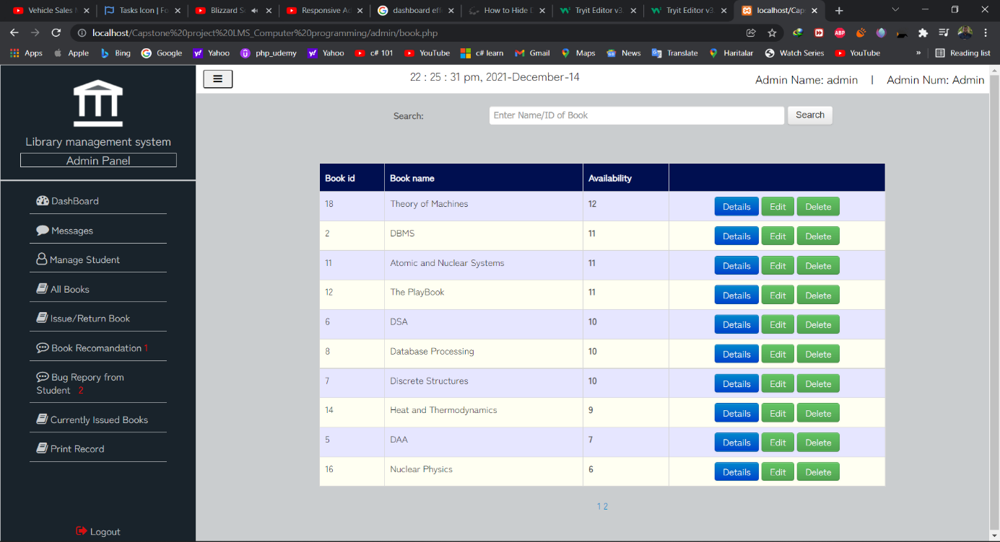 Vehicle Sales
Tasks Icon | Fo
Blizzard S
Responsive Ad
dashboard effe
How to Hide D
Tryit Editor v3.
Tryit Editor v3.
localhost/Cap
localhost/Capstone%20project%20LMS_Computer%20programming/admin/book.php
ABP
Apps Apple Bing Google Yahoo php_udemy Yahoo c# 101 YouTube c# learn Gmail Maps News Translate Haritalar Watch Series YouTube » Reading list
22 : 25 : 31 pm, 2021-December-14
Admin Name: admin | Admin Num: Admin
Library management system
Admin Panel
DashBoard
Messages
Manage Student
All Books
Issue/Return Book
Book Recomandation 1
Bug Repory from
Student 2
Currently Issued Books
Print Record
Logout
Search: Enter Name/ID of Book Search
Book id Book name Availability
18 Theory of Machines 12 Details Edit Delete
2 DBMS 11 Details Edit Delete
11 Atomic and Nuclear Systems 11 Details Edit Delete
12 The PlayBook 11 Details Edit Delete
6 DSA 10 Details Edit Delete
8 Database Processing 10 Details Edit Delete
7 Discrete Structures 10 Details Edit Delete
14 Heat and Thermodynamics 9 Details Edit Delete
5 DAA 7 Details Edit Delete
16 Nuclear Physics 6 Details Edit Delete
1 2